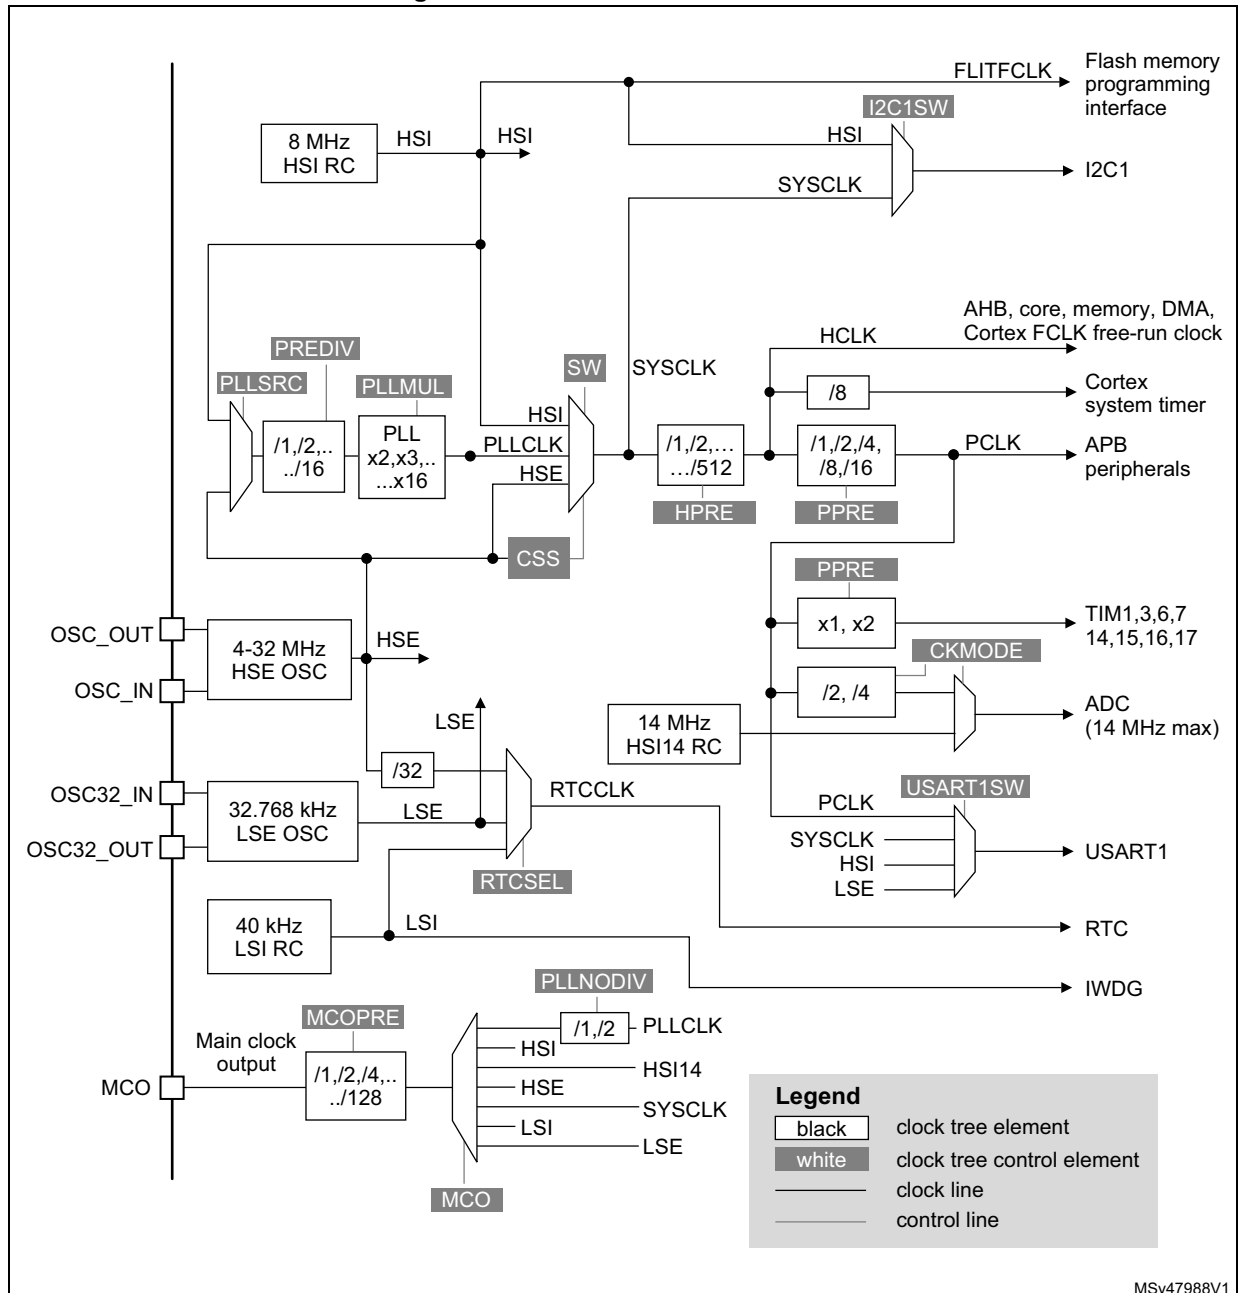 FLITFCLK
Flash memory
programming
interface
I2C1SW
8 MHz
HSI RC
HSI
HSI
HSI
SYSCLK
I2C1
AHB, core, memory, DMA,
Cortex FCLK free-run clock
HCLK
PREDIV
PLLSRC
PLLMUL
SW
SYSCLK
/8
Cortex
system timer
HSI
PLLCLK
HSE
/1,/2,..
../16
PLL
x2,x3,..
...x16
/1,/2,...
.../512
/1,/2,/4,
/8,/16
PCLK
APB
peripherals
HPRE
PPRE
CSS
PPRE
OSC_OUT
OSC_IN
4-32 MHz
HSE OSC
HSE
x1, x2
TIM1,3,6,7
14,15,16,17
CKMODE
/2, /4
14 MHz
HSI14 RC
ADC
(14 MHz max)
LSE
/32
RTCCLK
OSC32_IN
OSC32_OUT
32.768 kHz
LSE OSC
LSE
RTCSEL
PCLK
USART1SW
SYSCLK
HSI
LSE
USART1
40 kHz
LSI RC
LSI
RTC
IWDG
PLLNODIV
MCOPRE
Main clock
output
MCO
/1,/2,/4,..
../128
/1,/2
PLLCLK
HSI
HSI14
HSE
SYSCLK
LSI
LSE
MCO
Legend
black
clock tree element
white
clock tree control element
clock line
control line
MSv47988V1